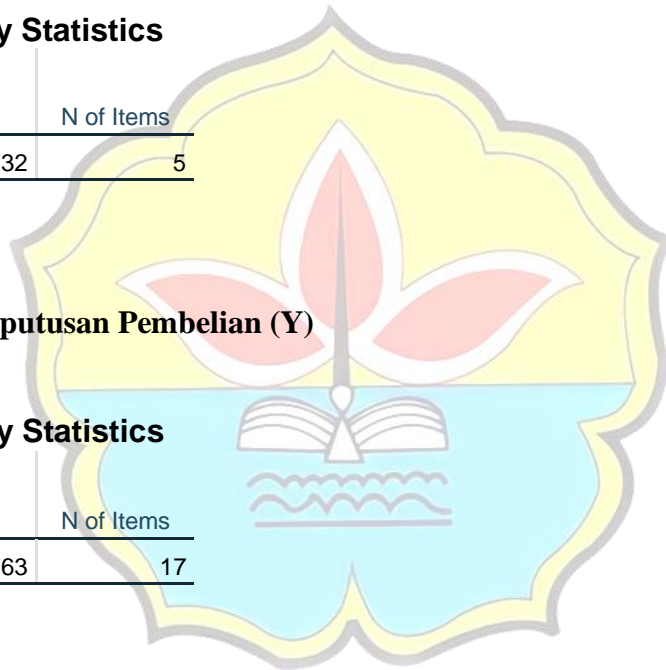 y Statistics
N of Items
32 5
putusan Pembelian (Y)
y Statistics
N of Items
63 17